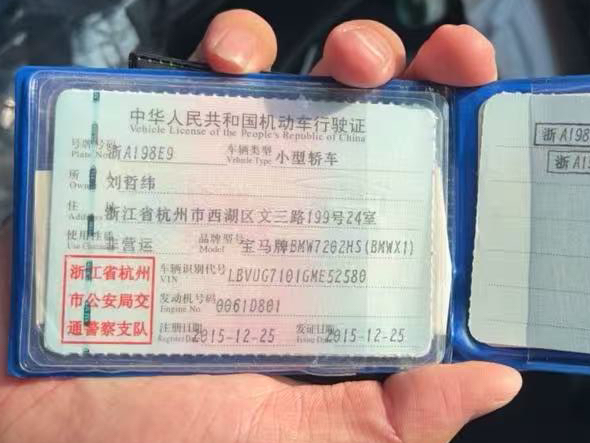 中华人民共和国机动车行驶证
Vehicle License of the People's Republic of China
号牌号码 浙A198E9 车辆类型 小型轿车
Plate No. Vehicle Type
所有人 刘哲纬
住址 浙江省杭州市西湖区文三路199号24室
Address
使用性质 非营运 品牌型号 宝马牌BMW7202HS(BMWX1)
Use Character Model
浙江省杭州
市公安局交
通警察支队
车辆识别代号 LBVUG7101GME52580
VIN
发动机号码 0061D801
Engine No.
注册日期 2015-12-25 发证日期 2015-12-25
Register Date Issue Date
浙A198
浙A19